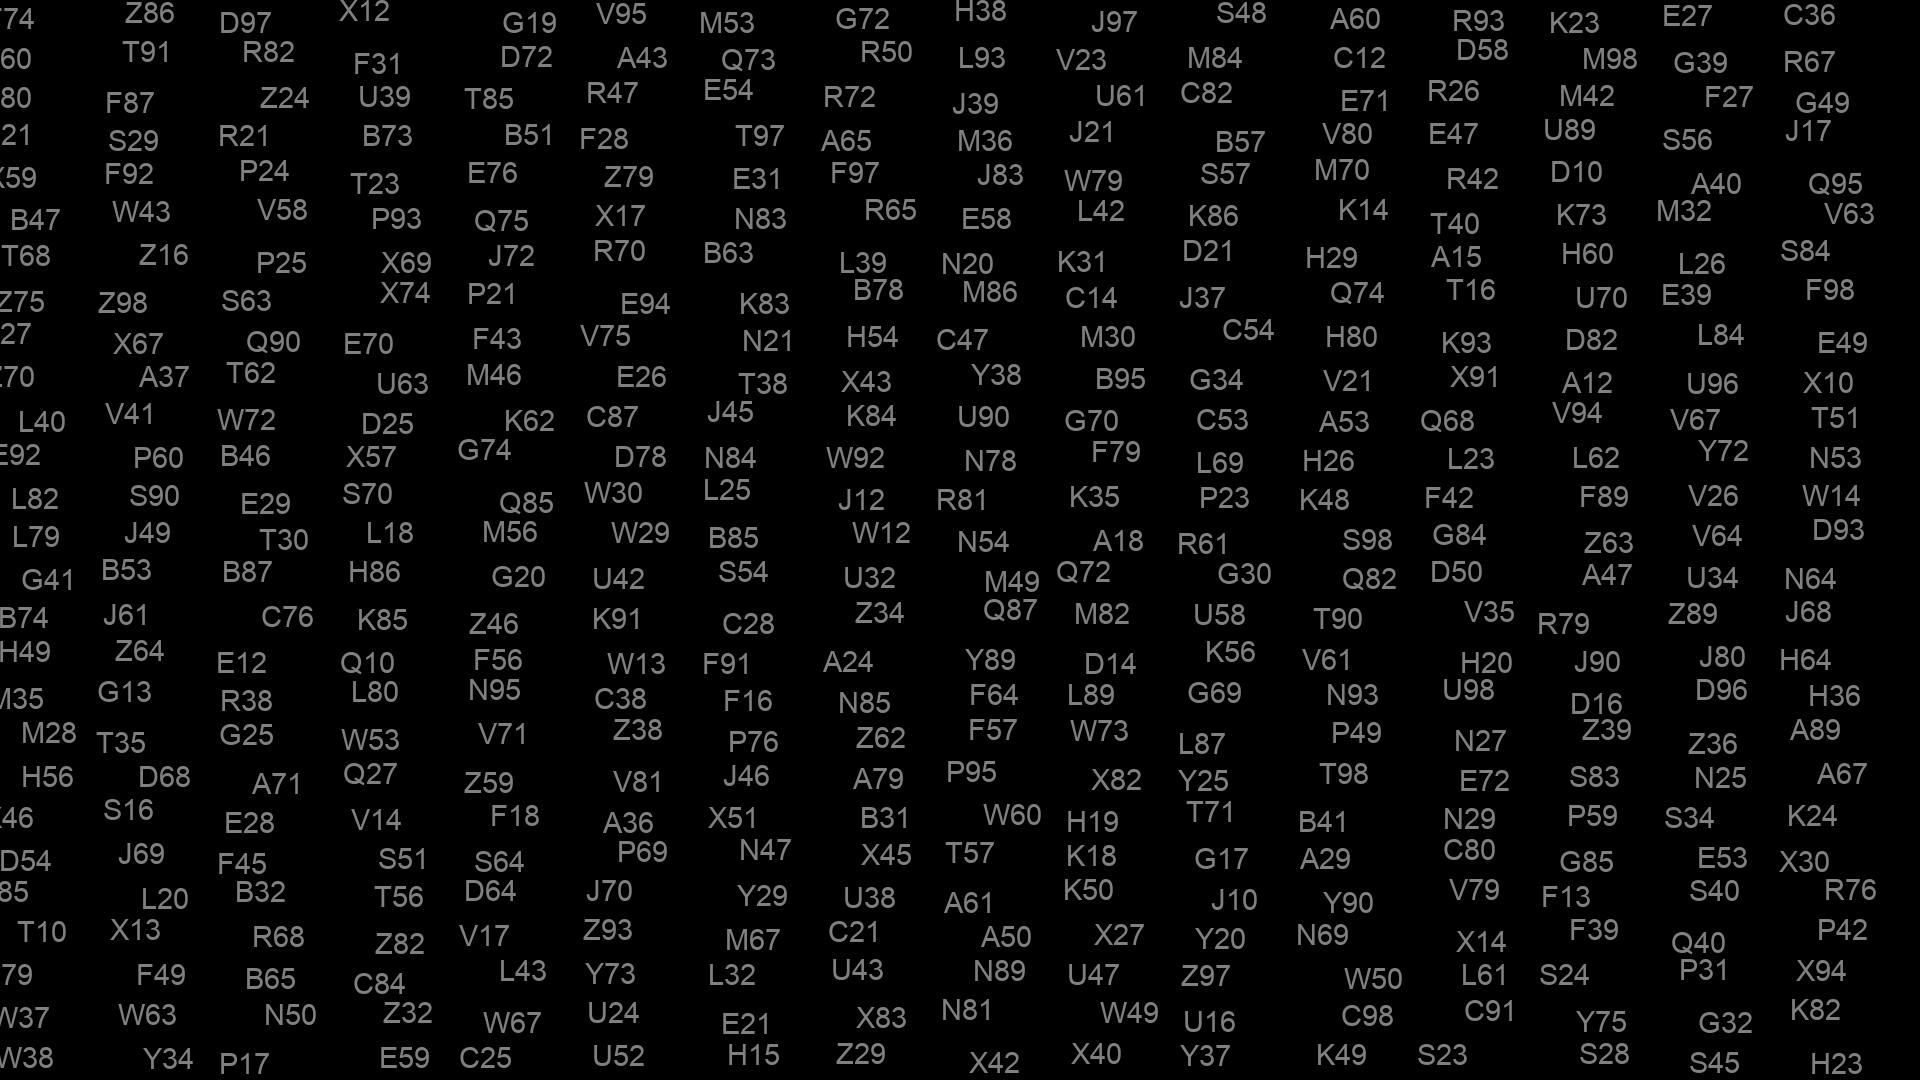 74 Z86 D97 X12 G19 V95 M53 G72 H38 J97 S48 A60 R93 K23 E27 C36
60 T91 R82 F31 D72 A43 Q73 R50 L93 V23 M84 C12 D58 M98 G39 R67
80 F87 Z24 U39 T85 R47 E54 R72 J39 U61 C82 E71 R26 M42 F27 G49
21 S29 R21 B73 B51 F28 T97 A65 M36 J21 B57 V80 E47 U89 S56 J17
59 F92 P24 T23 E76 Z79 E31 F97 J83 W79 S57 M70 R42 D10 A40 Q95
B47 W43 V58 P93 Q75 X17 N83 R65 E58 L42 K86 K14 T40 K73 M32 V63
T68 Z16 P25 X69 J72 R70 B63 L39 N20 K31 D21 H29 A15 H60 L26 S84
Z75 Z98 S63 X74 P21 E94 K83 B78 M86 C14 J37 Q74 T16 U70 E39 F98
27 X67 Q90 E70 F43 V75 N21 H54 C47 M30 C54 H80 K93 D82 L84 E49
70 A37 T62 U63 M46 E26 T38 X43 Y38 B95 G34 V21 X91 A12 U96 X10
L40 V41 W72 D25 K62 C87 J45 K84 U90 G70 C53 A53 Q68 V94 V67 T51
E92 P60 B46 X57 G74 D78 N84 W92 N78 F79 L69 H26 L23 L62 Y72 N53
L82 S90 E29 S70 Q85 W30 L25 J12 R81 K35 P23 K48 F42 F89 V26 W14
L79 J49 T30 L18 M56 W29 B85 W12 N54 A18 R61 S98 G84 Z63 V64 D93
G41 B53 B87 H86 G20 U42 S54 U32 M49 Q72 G30 Q82 D50 A47 U34 N64
B74 J61 C76 K85 Z46 K91 C28 Z34 Q87 M82 U58 T90 V35 R79 Z89 J68
H49 Z64 E12 Q10 F56 W13 F91 A24 Y89 D14 K56 V61 H20 J90 J80 H64
M35 G13 R38 L80 N95 C38 F16 N85 F64 L89 G69 N93 U98 D16 D96 H36
M28 T35 G25 W53 V71 Z38 P76 Z62 F57 W73 L87 P49 N27 Z39 Z36 A89
H56 D68 A71 Q27 Z59 V81 J46 A79 P95 X82 Y25 T98 E72 S83 N25 A67
46 S16 E28 V14 F18 A36 X51 B31 W60 H19 T71 B41 N29 P59 S34 K24
D54 J69 F45 S51 S64 P69 N47 X45 T57 K18 G17 A29 C80 G85 E53 X30
85 L20 B32 T56 D64 J70 Y29 U38 A61 K50 J10 Y90 V79 F13 S40 R76
T10 X13 R68 Z82 V17 Z93 M67 C21 A50 X27 Y20 N69 X14 F39 Q40 P42
79 F49 B65 C84 L43 Y73 L32 U43 N89 U47 Z97 W50 L61 S24 P31 X94
W37 W63 N50 Z32 W67 U24 E21 X83 N81 W49 U16 C98 C91 Y75 G32 K82
W38 Y34 P17 E59 C25 U52 H15 Z29 X42 X40 Y37 K49 S23 S28 S45 H23